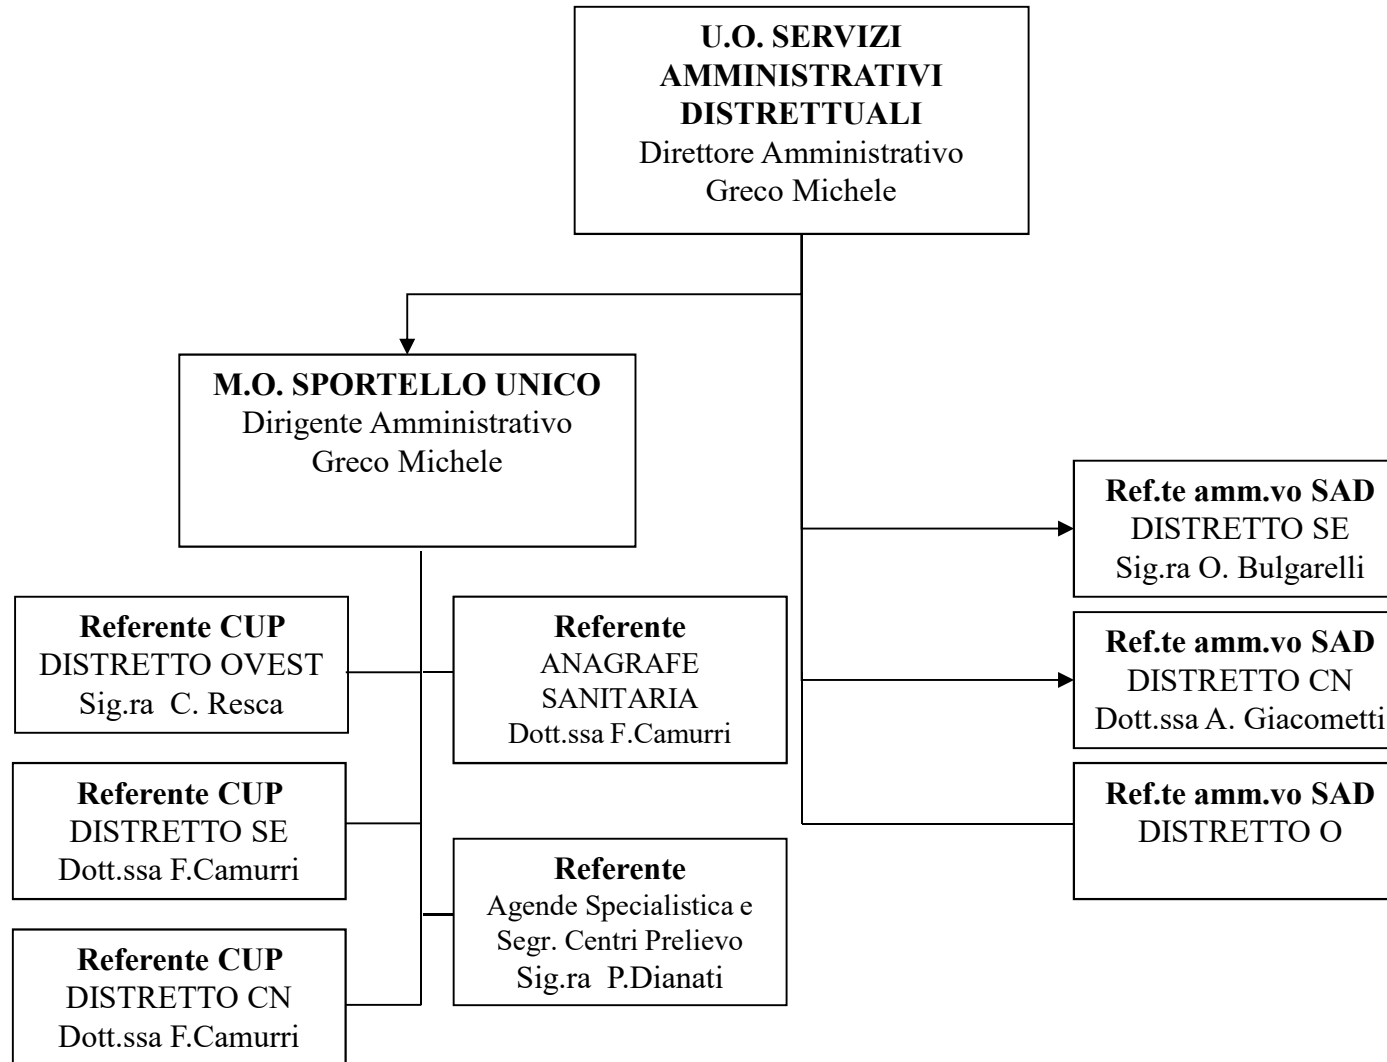 U.O. SERVIZI
AMMINISTRATIVI
DISTRETTUALI
Direttore Amministrativo
Greco Michele
M.O. SPORTELLO UNICO
Dirigente Amministrativo
Greco Michele
Ref.te amm.vo SAD
DISTRETTO SE
Sig.ra O. Bulgarelli
Referente CUP
DISTRETTO OVEST
Sig.ra C. Resca
Referente
ANAGRAFE
SANITARIA
Dott.ssa F.Camurri
Ref.te amm.vo SAD
DISTRETTO CN
Dott.ssa A. Giacometti
Referente CUP
DISTRETTO SE
Dott.ssa F.Camurri
Ref.te amm.vo SAD
DISTRETTO O
Referente
Agende Specialistica e
Segr. Centri Prelievo
Sig.ra P.Dianati
Referente CUP
DISTRETTO CN
Dott.ssa F.Camurri